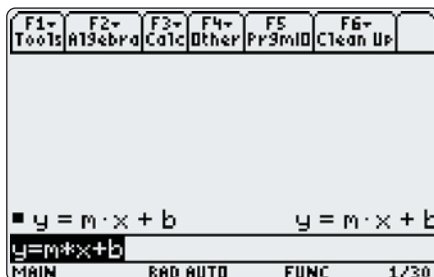 F1▾ F2▾ F3▾ F4▾ F5 F6▾
Tools Algebra Calc Other PrgmIO Clean Up
■ y = m · x + b y = m · x + b
y=m*x+b
MAIN RAD AUTO FUNC 1/30